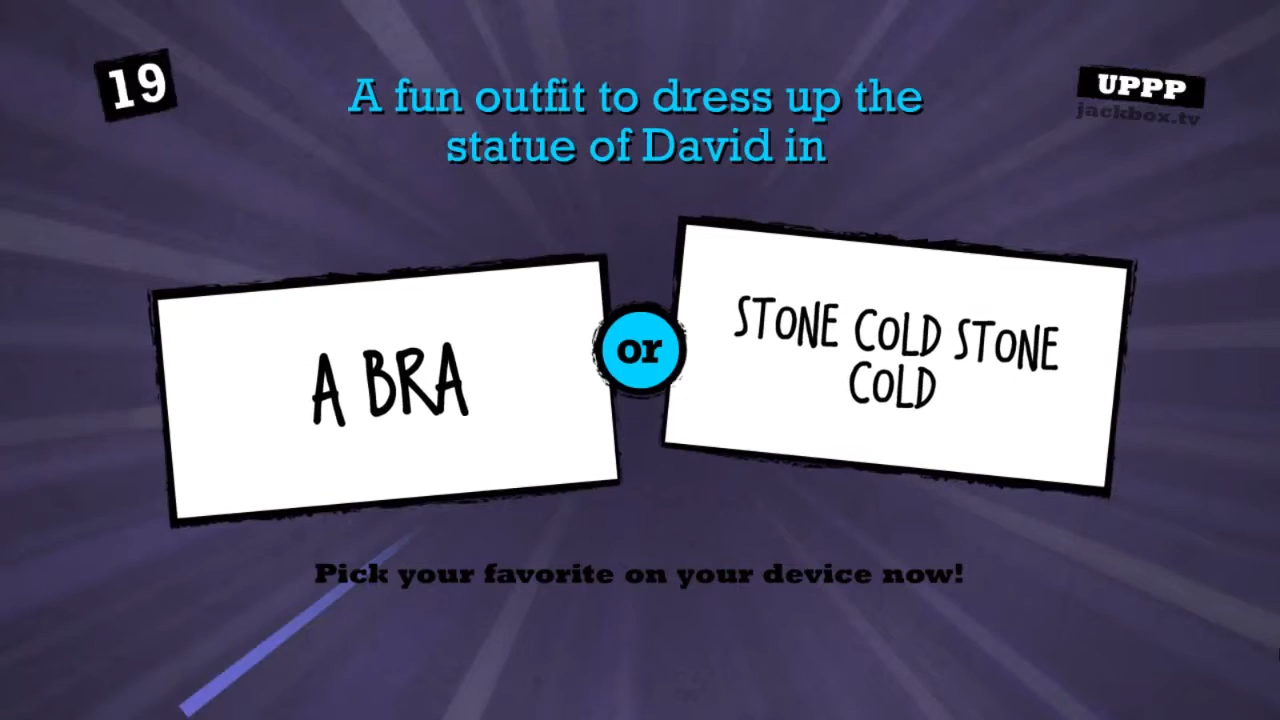 19
A fun outfit to dress up the
statue of David in
UPPP
jackbox.tv
A BRA
or
STONE COLD STONE
COLD
Pick your favorite on your device now!